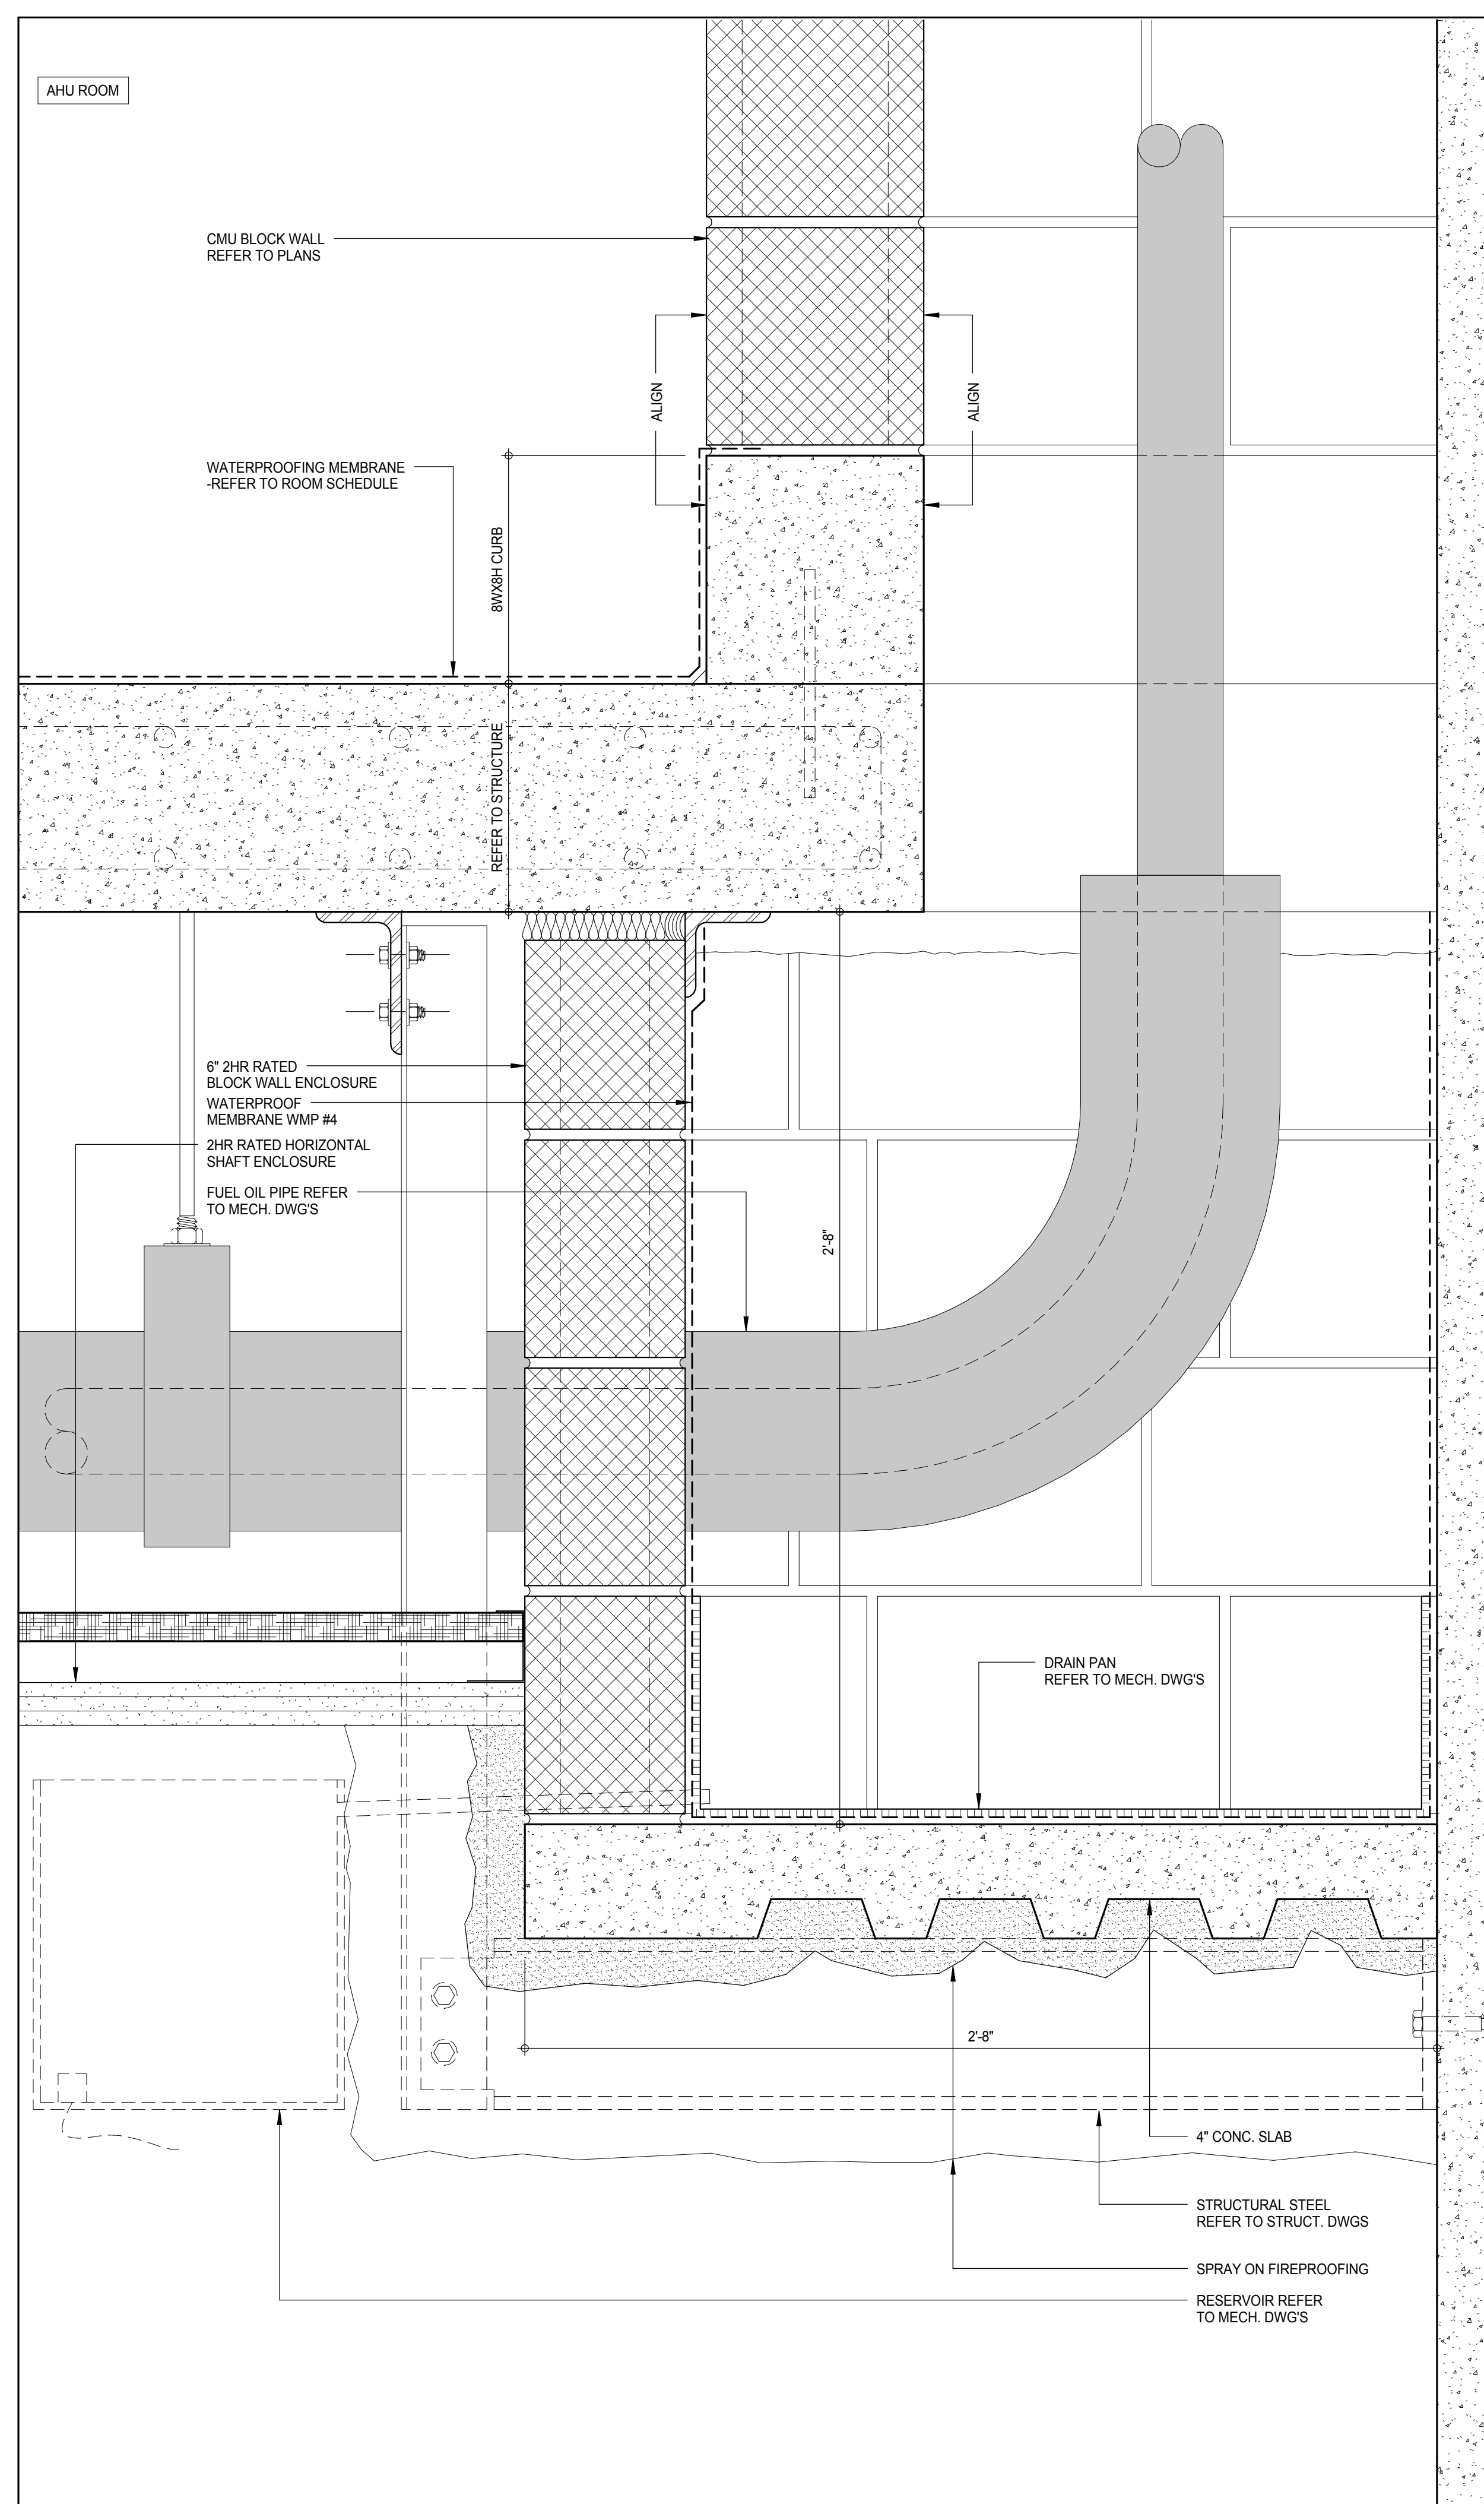 AHU ROOM
CMU BLOCK WALL
REFER TO PLANS
ALIGN
ALIGN
WATERPROOFING MEMBRANE
-REFER TO ROOM SCHEDULE
8WX8H CURB
REFER TO STRUCTURE
6" 2HR RATED
BLOCK WALL ENCLOSURE
WATERPROOF
MEMBRANE WMP #4
2HR RATED HORIZONTAL
SHAFT ENCLOSURE
FUEL OIL PIPE REFER
TO MECH. DWG'S
2'-8"
DRAIN PAN
REFER TO MECH. DWG'S
2'-8"
4" CONC. SLAB
STRUCTURAL STEEL
REFER TO STRUCT. DWGS
SPRAY ON FIREPROOFING
RESERVOIR REFER
TO MECH. DWG'S